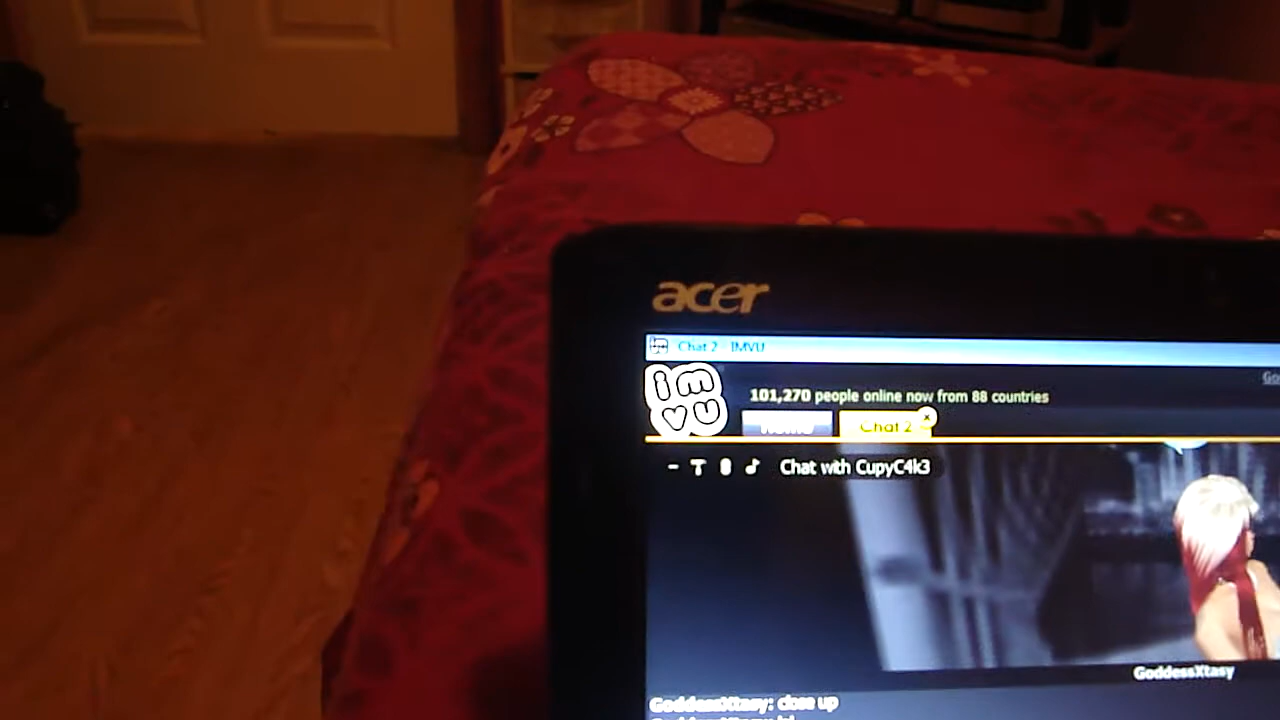 acer
Chat 2 - IMVU
imvu
101,270 people online now from 88 countries
Home
Chat 2
Chat with CupyC4k3
GoddessXtasy
GoddessXtasy: close up